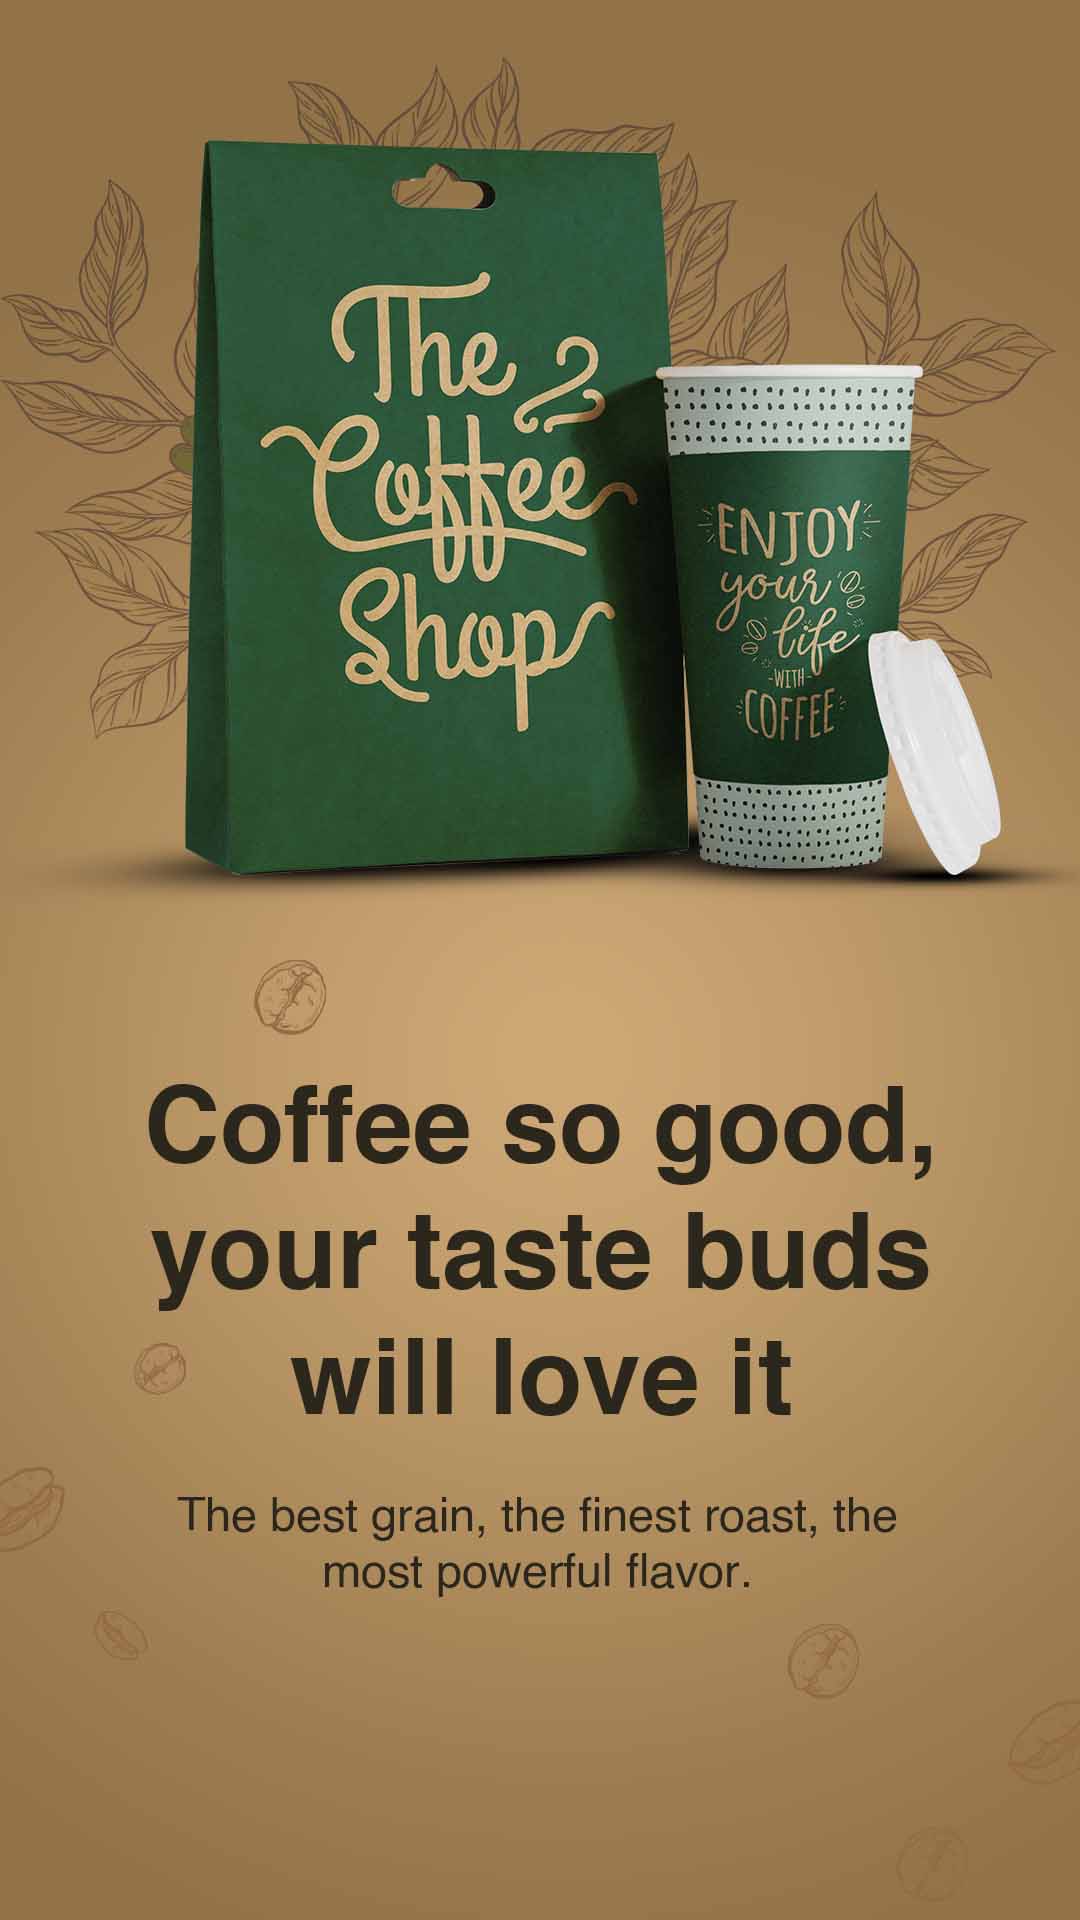 The
Coffee
Shop
ENJOY
your
life
-WITH-
COFFEE
Coffee so good,
your taste buds
will love it
The best grain, the finest roast, the
most powerful flavor.